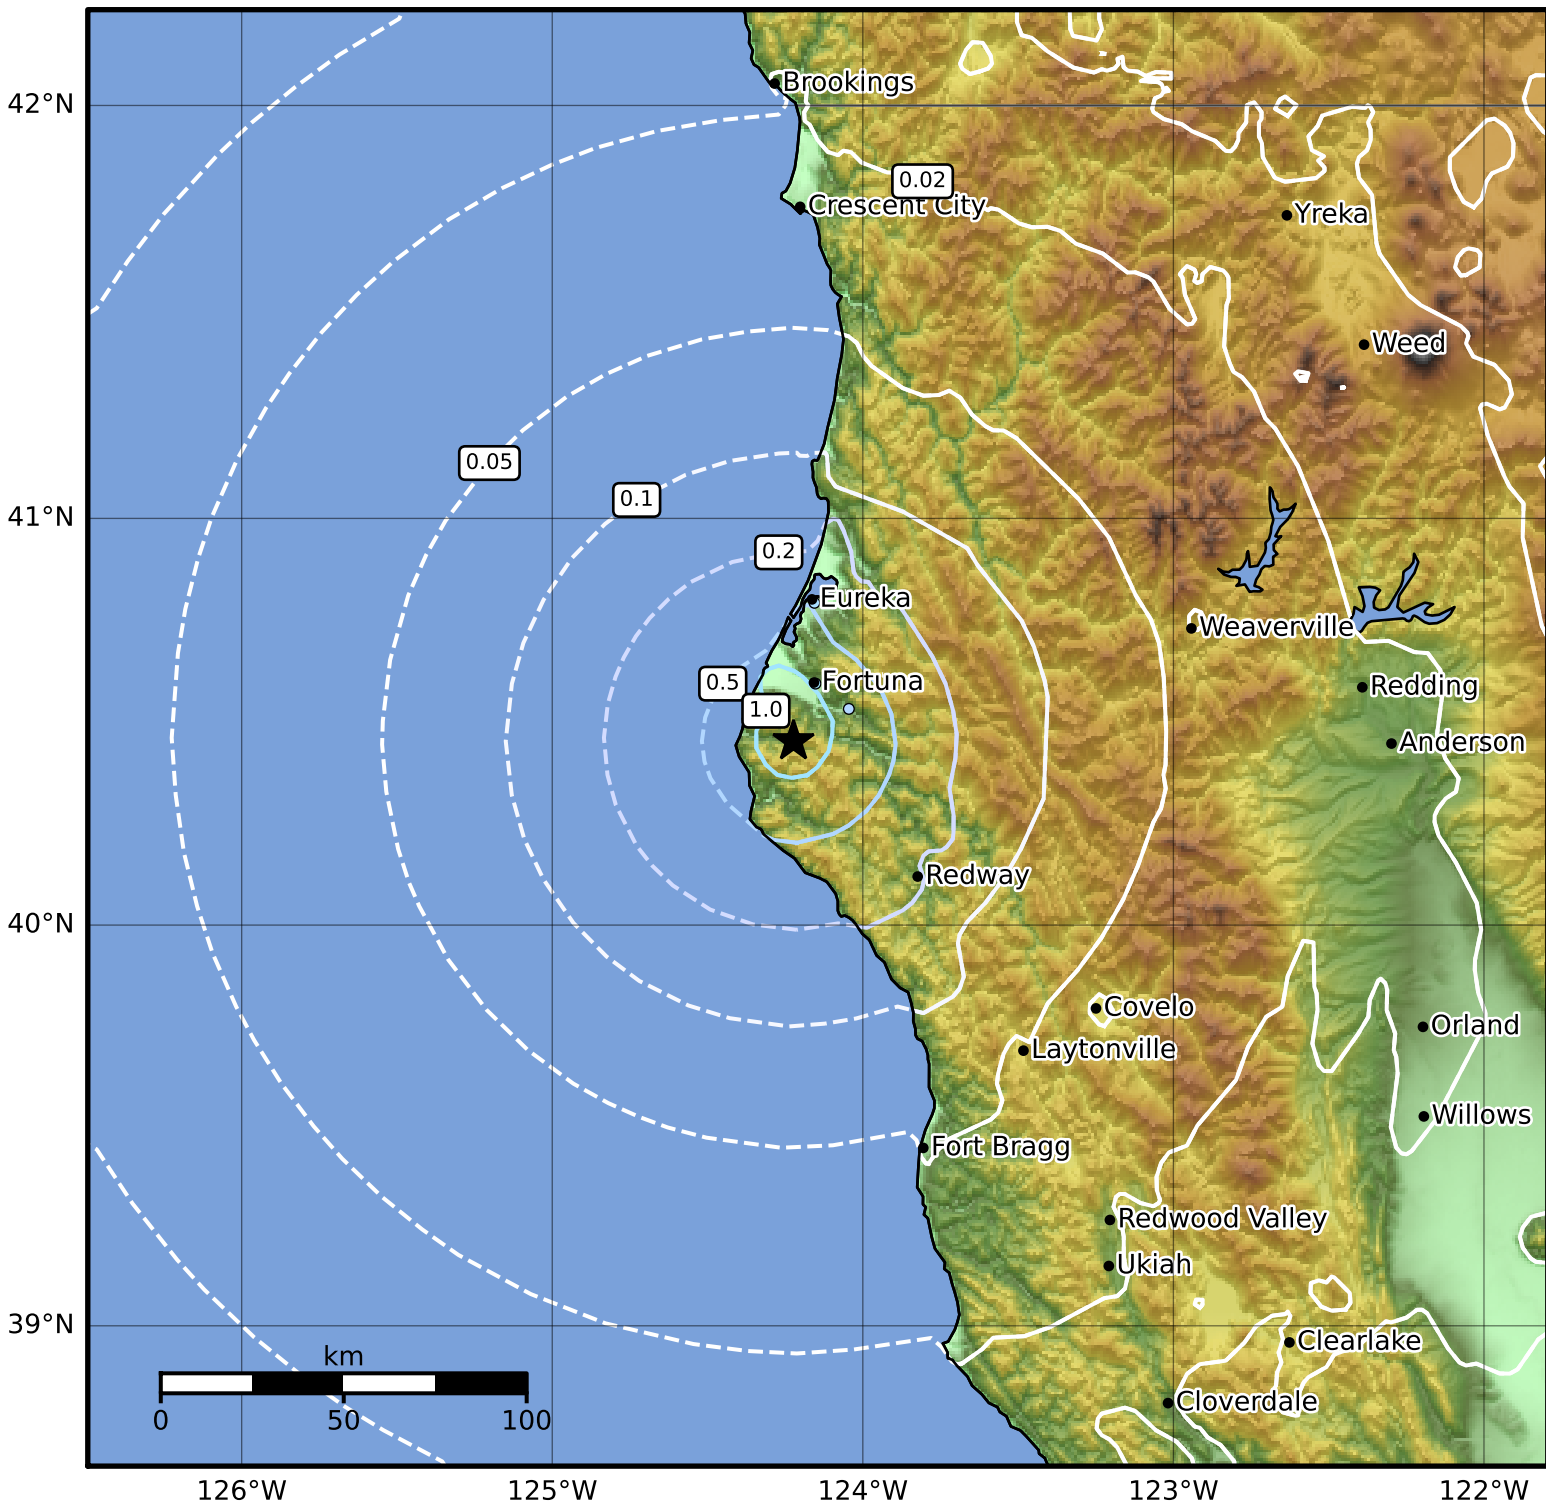 Brookings
42°N
0.02
Crescent City
Yreka
Weed
0.05
0.1
41°N
0.2
Eureka
Weaverville
0.5
Fortuna
Redding
1.0
Anderson
Redway
40°N
Covelo
Orland
Laytonville
Willows
Fort Bragg
Redwood Valley
Ukiah
39°N
Clearlake
km
Cloverdale
0 50 100
126°W 125°W 124°W 123°W 122°W